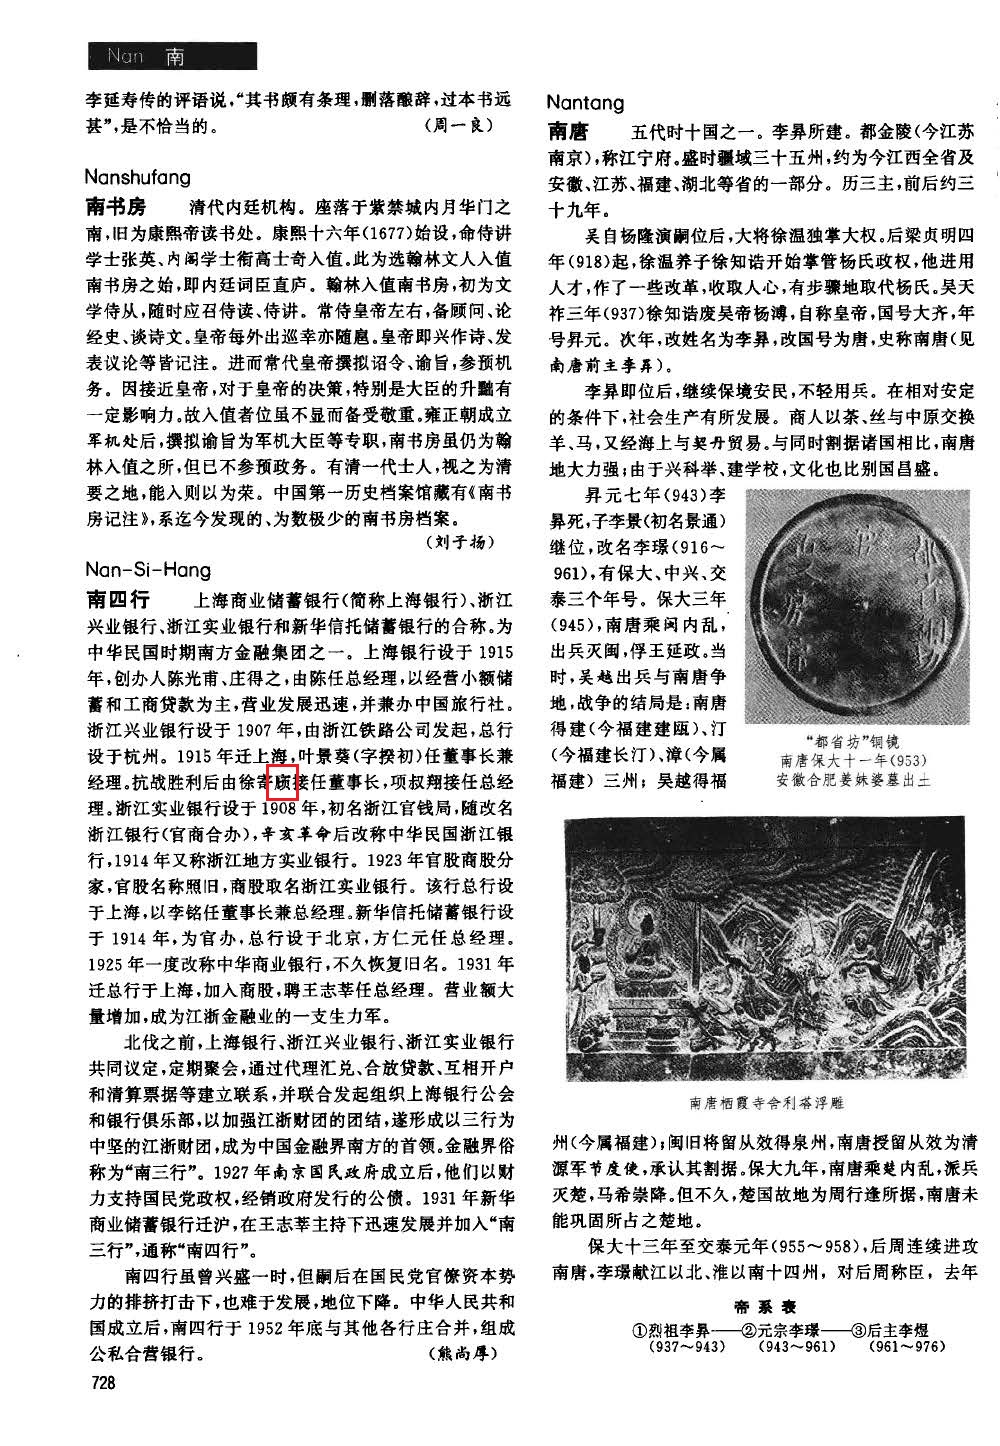 Nan 南
李延寿传的评语说,“其书颇有条理,删落酿辞,过本书远
甚”,是不恰当的。 (周一良)
Nanshufang
南书房 清代内廷机构。座落于紫禁城内月华门之
南,旧为康熙帝读书处。康熙十六年(1677)始设,命侍讲
学士张英、内阁学士衔高士奇入值。此为选翰林文人入值
南书房之始,即内廷词臣直庐。翰林入值南书房,初为文
学侍从,随时应召侍读、侍讲。常侍皇帝左右,备顾问、论
经史、谈诗文。皇帝每外出巡幸亦随扈。皇帝即兴作诗、发
表议论等皆记注。进而常代皇帝撰拟诏令、谕旨,参预机
务。因接近皇帝,对于皇帝的决策,特别是大臣的升黜有
一定影响力。故入值者位虽不显而备受敬重。雍正朝成立
军机处后,撰拟谕旨为军机大臣等专职,南书房虽仍为翰
林入值之所,但已不参预政务。有清一代士人,视之为清
要之地,能入则以为荣。中国第一历史档案馆藏有《南书
房记注》,系迄今发现的、为数极少的南书房档案。
(刘子扬)
Nan-Si-Hang
南四行 上海商业储蓄银行(简称上海银行)、浙江
兴业银行、浙江实业银行和新华信托储蓄银行的合称。为
中华民国时期南方金融集团之一。上海银行设于1915
年,创办人陈光甫、庄得之,由陈任总经理,以经营小额储
蓄和工商贷款为主,营业发展迅速,并兼办中国旅行社。
浙江兴业银行设于1907年,由浙江铁路公司发起,总行
设于杭州。1915年迁上海,叶景葵(字揆初)任董事长兼
经理。抗战胜利后由徐寄庼接任董事长,项叔翔接任总经
理。浙江实业银行设于1908年,初名浙江官钱局,随改名
浙江银行(官商合办),辛亥革命后改称中华民国浙江银
行,1914年又称浙江地方实业银行。1923年官股商股分
家,官股名称照旧,商股取名浙江实业银行。该行总行设
于上海,以李铭任董事长兼总经理。新华信托储蓄银行设
于1914年,为官办,总行设于北京,方仁元任总经理。
1925年一度改称中华商业银行,不久恢复旧名。1931年
迁总行于上海,加入商股,聘王志莘任总经理。营业额大
量增加,成为江浙金融业的一支生力军。
北伐之前,上海银行、浙江兴业银行、浙江实业银行
共同议定,定期聚会,通过代理汇兑、合放贷款、互相开户
和清算票据等建立联系,并联合发起组织上海银行公会
和银行俱乐部,以加强江浙财团的团结,遂形成以三行为
中坚的江浙财团,成为中国金融界南方的首领。金融界俗
称为“南三行”。1927年南京国民政府成立后,他们以财
力支持国民党政权,经销政府发行的公债。1931年新华
商业储蓄银行迁沪,在王志莘主持下迅速发展并加入“南
三行”,通称“南四行”。
南四行虽曾兴盛一时,但嗣后在国民党官僚资本势
力的排挤打击下,也难于发展,地位下降。中华人民共和
国成立后,南四行于1952年底与其他各行庄合并,组成
公私合营银行。 (熊尚厚)
728
Nantang
南唐 五代时十国之一。李昪所建。都金陵(今江苏
南京),称江宁府。盛时疆域三十五州,约为今江西全省及
安徽、江苏、福建、湖北等省的一部分。历三主,前后约三
十九年。
吴自杨隆演嗣位后,大将徐温独掌大权。后梁贞明四
年(918)起,徐温养子徐知诰开始掌管杨氏政权,他进用
人才,作了一些改革,收取人心,有步骤地取代杨氏。吴天
祚三年(937)徐知诰废吴帝杨溥,自称皇帝,国号大齐,年
号昇元。次年,改姓名为李昪,改国号为唐,史称南唐(见
南唐前主李昪)。
李昪即位后,继续保境安民,不轻用兵。在相对安定
的条件下,社会生产有所发展。商人以茶、丝与中原交换
羊、马,又经海上与契丹贸易。与同时割据诸国相比,南唐
地大力强;由于兴科举、建学校,文化也比别国昌盛。
昇元七年(943)李
昪死,子李景(初名景通)
继位,改名李璟(916～
961),有保大、中兴、交
泰三个年号。保大三年
(945),南唐乘闽内乱,
出兵灭闽,俘王延政。当
时,吴越出兵与南唐争
地,战争的结局是:南唐
得建(今福建建瓯)、汀
(今福建长汀)、漳(今属
福建)三州;吴越得福
“都省坊”铜镜
南唐保大十一年(953)
安徽合肥姜妹婆墓出土
南唐栖霞寺舍利塔浮雕
州(今属福建);闽旧将留从效得泉州,南唐授留从效为清
源军节度使,承认其割据。保大九年,南唐乘楚内乱,派兵
灭楚,马希崇降。但不久,楚国故地为周行逢所据,南唐未
能巩固所占之楚地。
保大十三年至交泰元年(955～958),后周连续进攻
南唐,李璟献江以北、淮以南十四州,对后周称臣,去年
帝系表
①烈祖李昪——②元宗李璟——③后主李煜
(937～943) (943～961) (961～976)